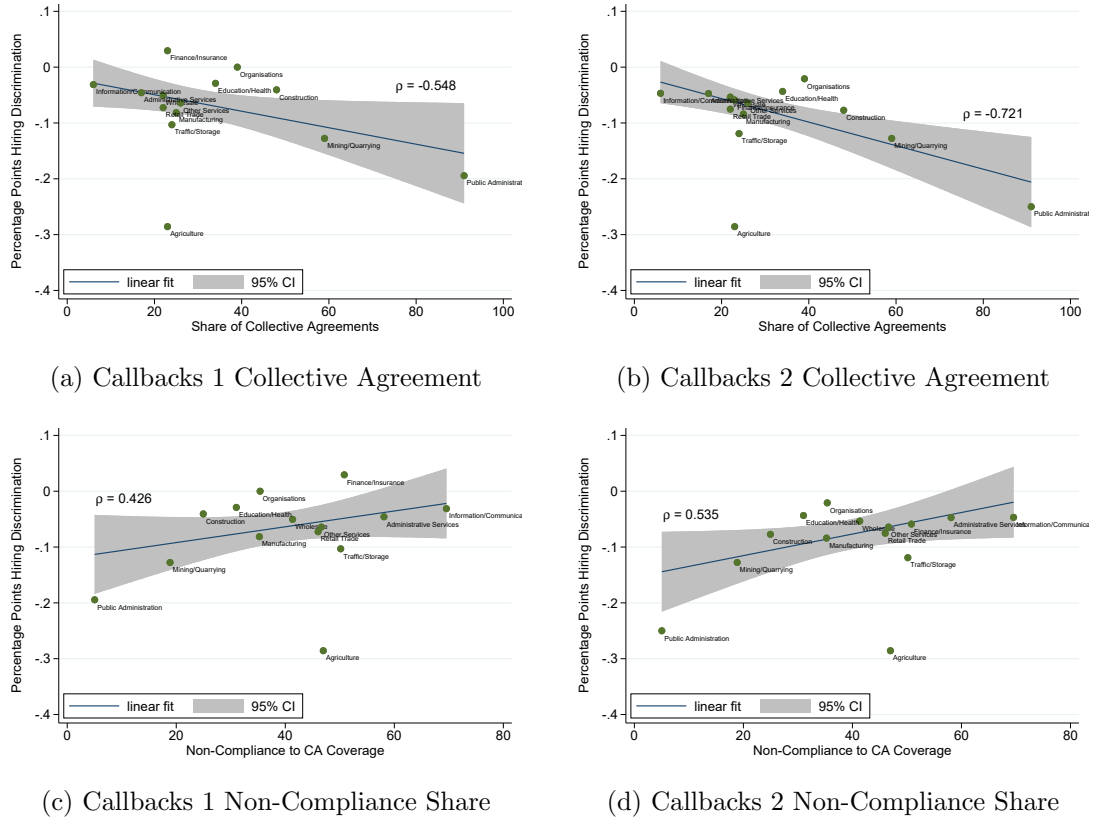 .1
0
-.1
-.2
-.3
-.4
Percentage Points Hiring Discrimination
Finance/Insurance
Organisations
ρ = -0.548
Education/Health
Information/Communication
Construction
Administrative Services
Other Services
Retail Trade
Manufacturing
Traffic/Storage
Mining/Quarrying
Public Administrat
Agriculture
linear fit
95% CI
0 20 40 60 80 100
Share of Collective Agreements
(a) Callbacks 1 Collective Agreement
.1
0
-.1
-.2
-.3
-.4
Percentage Points Hiring Discrimination
Organisations
Education/Health
ρ = -0.721
Administrative Services
Construction
Other Services
Retail Trade
Manufacturing
Traffic/Storage
Mining/Quarrying
Public Administrat
Agriculture
linear fit
95% CI
0 20 40 60 80 100
Share of Collective Agreements
(b) Callbacks 2 Collective Agreement
.1
0
-.1
-.2
-.3
-.4
Percentage Points Hiring Discrimination
Finance/Insurance
ρ = 0.426
Organisations
Education/Health
Information/Communica
Construction
Administrative Services
Other Services
Retail Trade
Manufacturing
Traffic/Storage
Mining/Quarrying
Public Administration
Agriculture
linear fit
95% CI
0 20 40 60 80
Non-Compliance to CA Coverage
(c) Callbacks 1 Non-Compliance Share
.1
0
-.1
-.2
-.3
-.4
Percentage Points Hiring Discrimination
ρ = 0.535
Organisations
Education/Health
Administrative Services
Information/Communica
Finance/Insurance
Construction
Other Services
Retail Trade
Manufacturing
Traffic/Storage
Mining/Quarrying
Public Administration
Agriculture
linear fit
95% CI
0 20 40 60 80
Non-Compliance to CA Coverage
(d) Callbacks 2 Non-Compliance Share